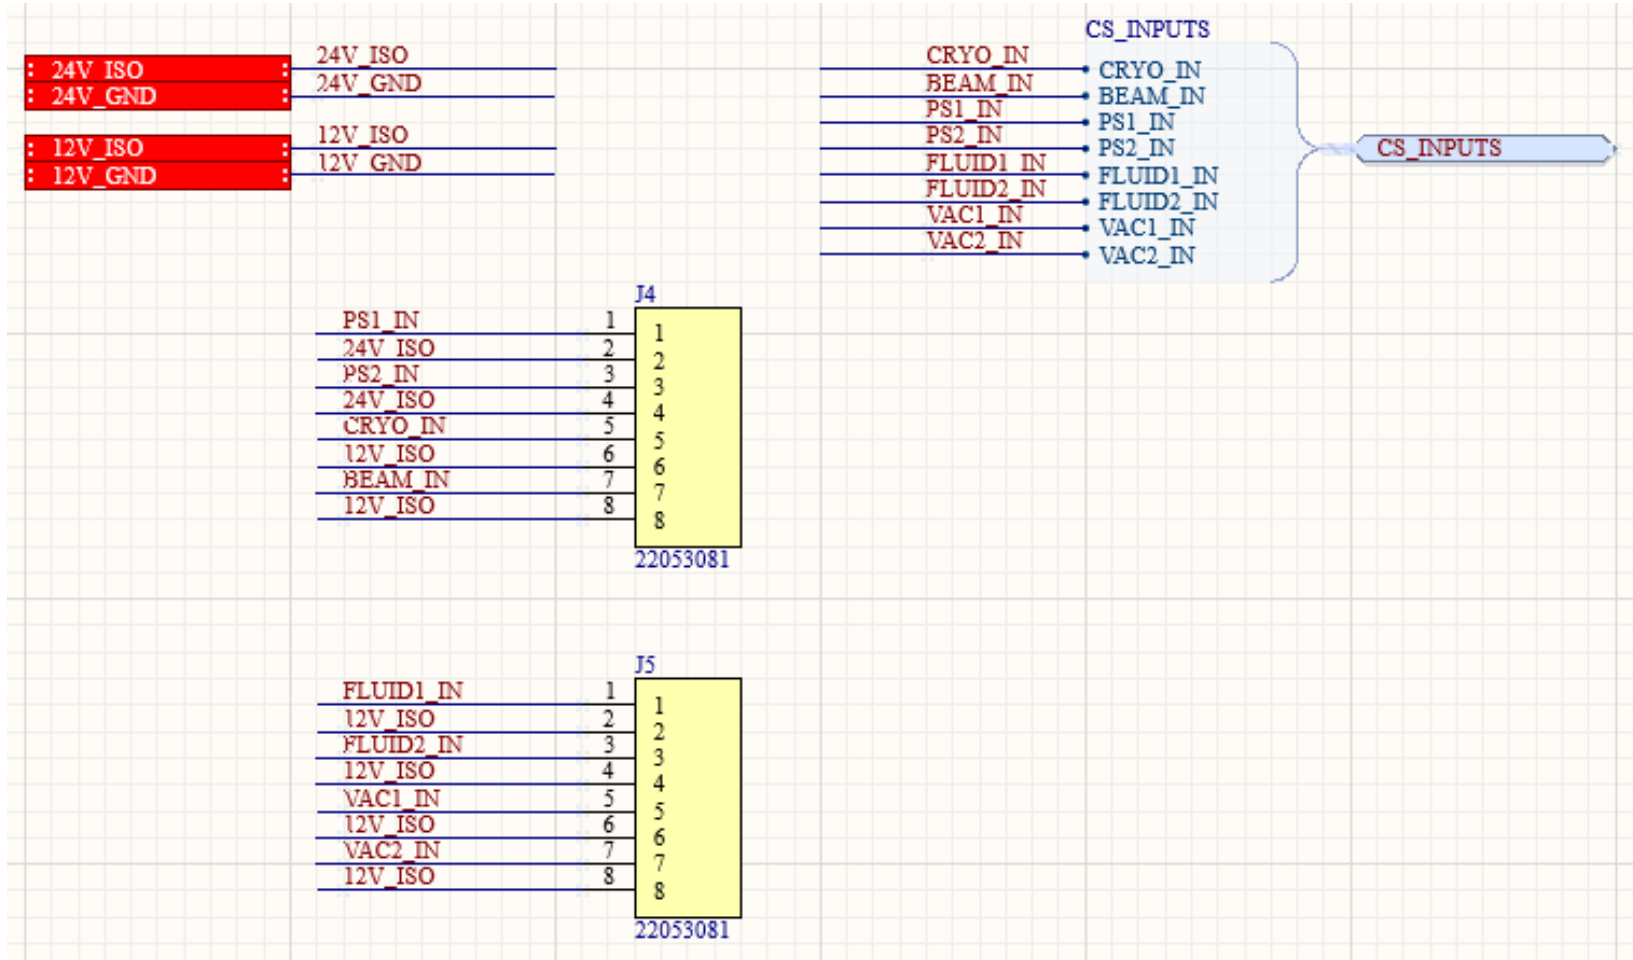 24V_ISO
24V_GND
12V_ISO
12V_GND
24V_ISO
24V_GND
12V_ISO
12V_GND
CS_INPUTS
CRYO_IN
BEAM_IN
PS1_IN
PS2_IN
FLUID1_IN
FLUID2_IN
VAC1_IN
VAC2_IN
CRYO_IN
BEAM_IN
PS1_IN
PS2_IN
FLUID1_IN
FLUID2_IN
VAC1_IN
VAC2_IN
CS_INPUTS
J4
PS1_IN 1 1
24V_ISO 2 2
PS2_IN 3 3
24V_ISO 4 4
CRYO_IN 5 5
12V_ISO 6 6
BEAM_IN 7 7
12V_ISO 8 8
22053081
J5
FLUID1_IN 1 1
12V_ISO 2 2
FLUID2_IN 3 3
12V_ISO 4 4
VAC1_IN 5 5
12V_ISO 6 6
VAC2_IN 7 7
12V_ISO 8 8
22053081